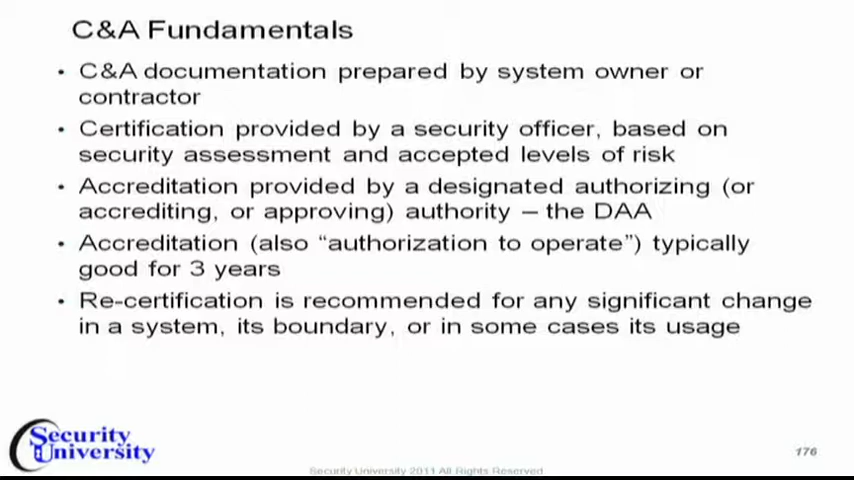 C&A Fundamentals
• C&A documentation prepared by system owner or
contractor
• Certification provided by a security officer, based on
security assessment and accepted levels of risk
• Accreditation provided by a designated authorizing (or
accrediting, or approving) authority – the DAA
• Accreditation (also “authorization to operate”) typically
good for 3 years
• Re-certification is recommended for any significant change
in a system, its boundary, or in some cases its usage
Security
University
176
Security University 2011 All Rights Reserved